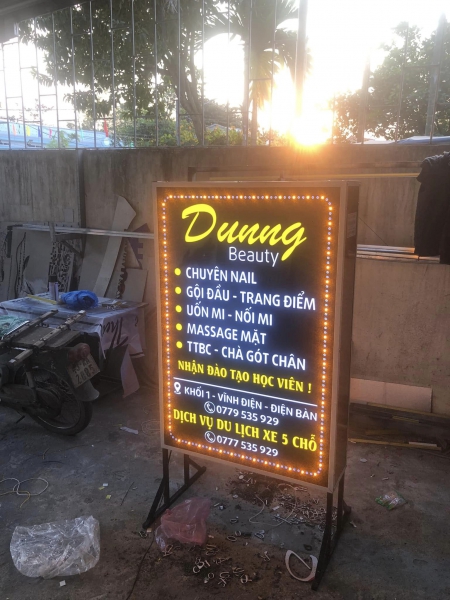 Dunng
Beauty
CHUYÊN NAIL
GỘI ĐẦU - TRANG ĐIỂM
UỐN MI - NỐI MI
MASSAGE MẶT
TTBC - CHÀ GÓT CHÂN
NHẬN ĐÀO TẠO HỌC VIÊN !
KHỐI 1 - VĨNH ĐIỆN - ĐIỆN BÀN
0779 535 929
DỊCH VỤ DU LỊCH XE 5 CHỖ
0777 535 929